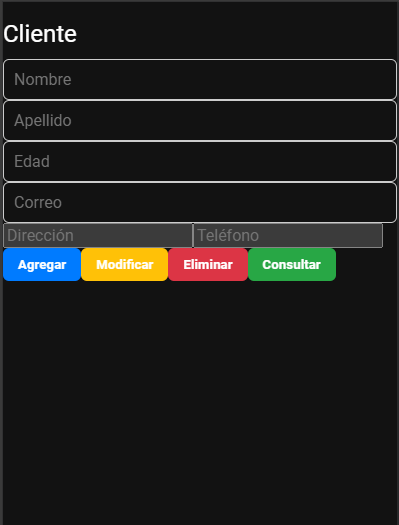 Cliente
Nombre
Apellido
Edad
Correo
Dirección Teléfono
Agregar Modificar Eliminar Consultar